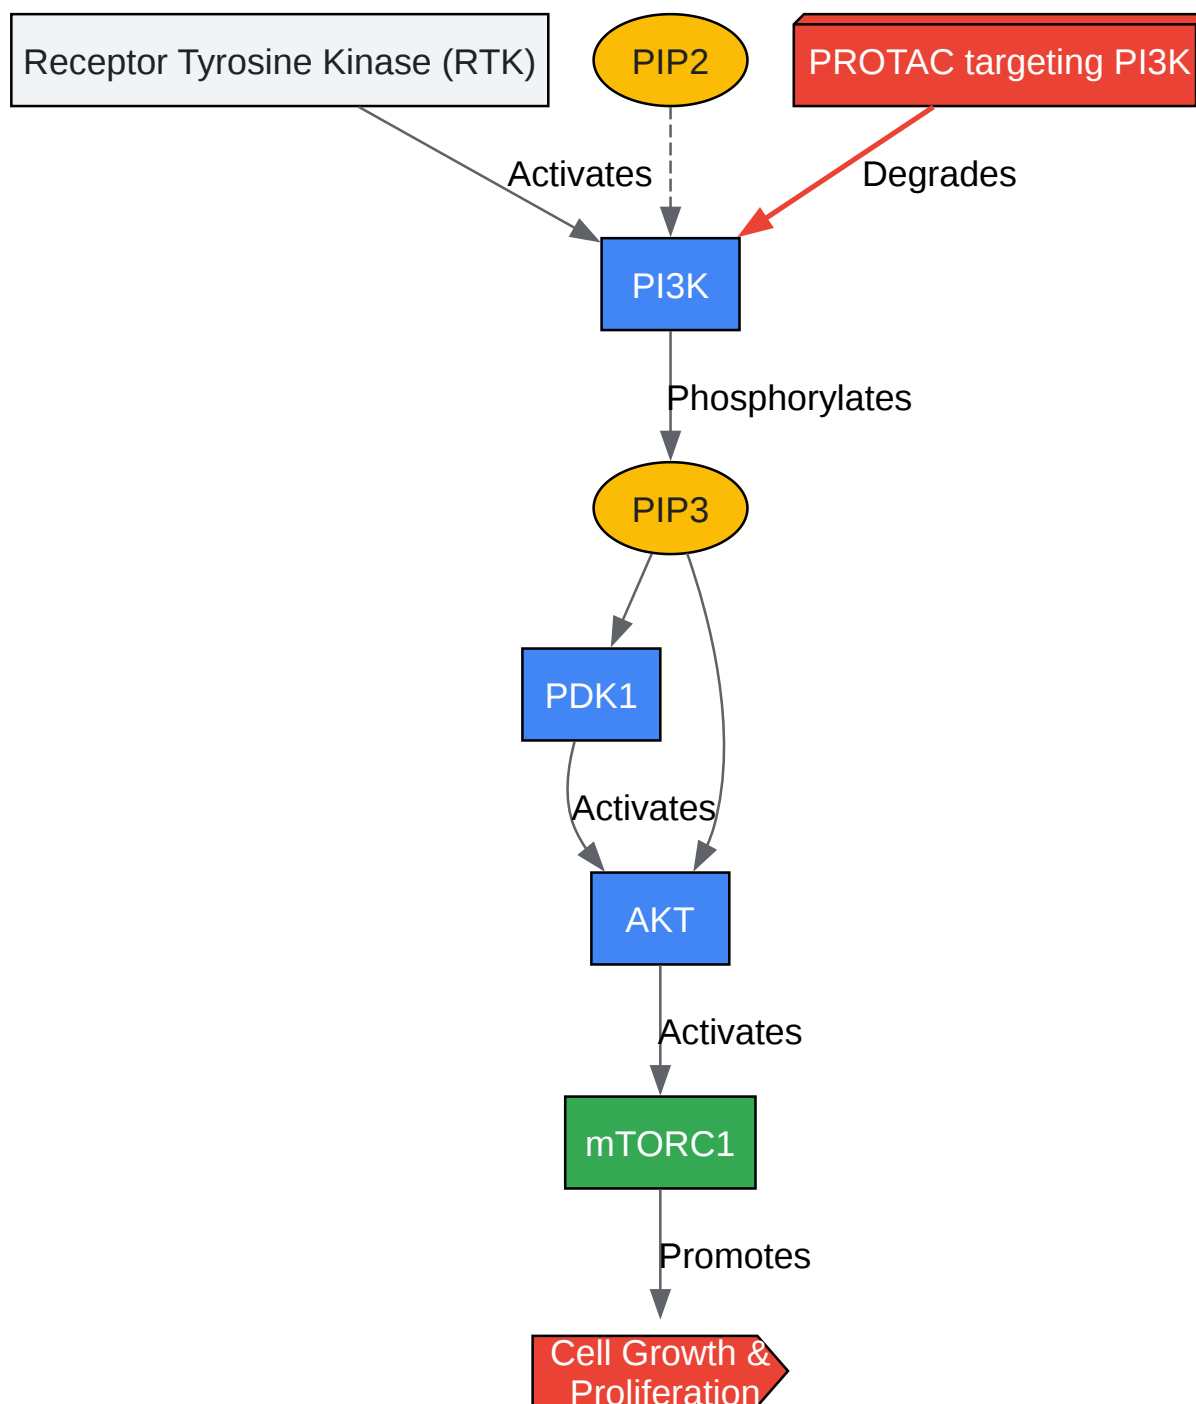 Receptor Tyrosine Kinase (RTK)
PIP2
PROTAC targeting PI3K
Activates
Degrades
PI3K
Phosphorylates
PIP3
PDK1
Activates
AKT
Activates
mTORC1
Promotes
Cell Growth &
Proliferation